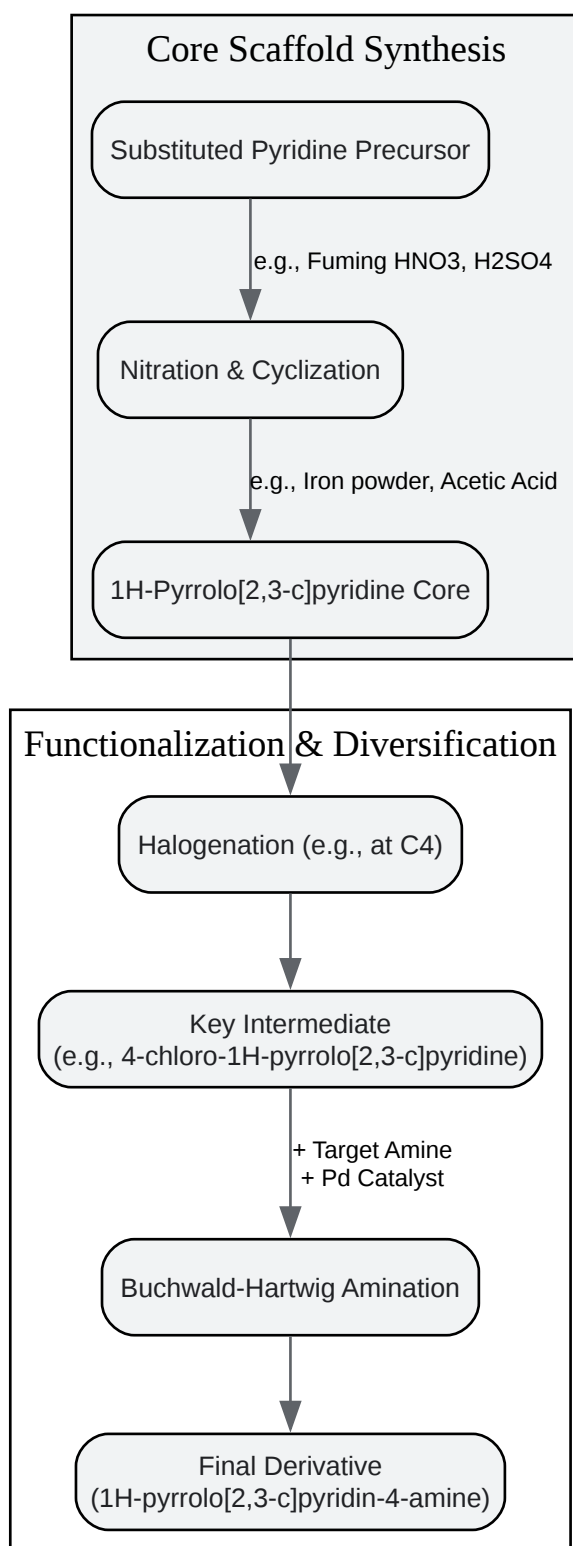 Core Scaffold Synthesis
Substituted Pyridine Precursor
e.g., Fuming HNO3, H2SO4
Nitration & Cyclization
e.g., Iron powder, Acetic Acid
1H-Pyrrolo[2,3-c]pyridine Core
Functionalization & Diversification
Halogenation (e.g., at C4)
Key Intermediate
(e.g., 4-chloro-1H-pyrrolo[2,3-c]pyridine)
+ Target Amine
+ Pd Catalyst
Buchwald-Hartwig Amination
Final Derivative
(1H-pyrrolo[2,3-c]pyridin-4-amine)